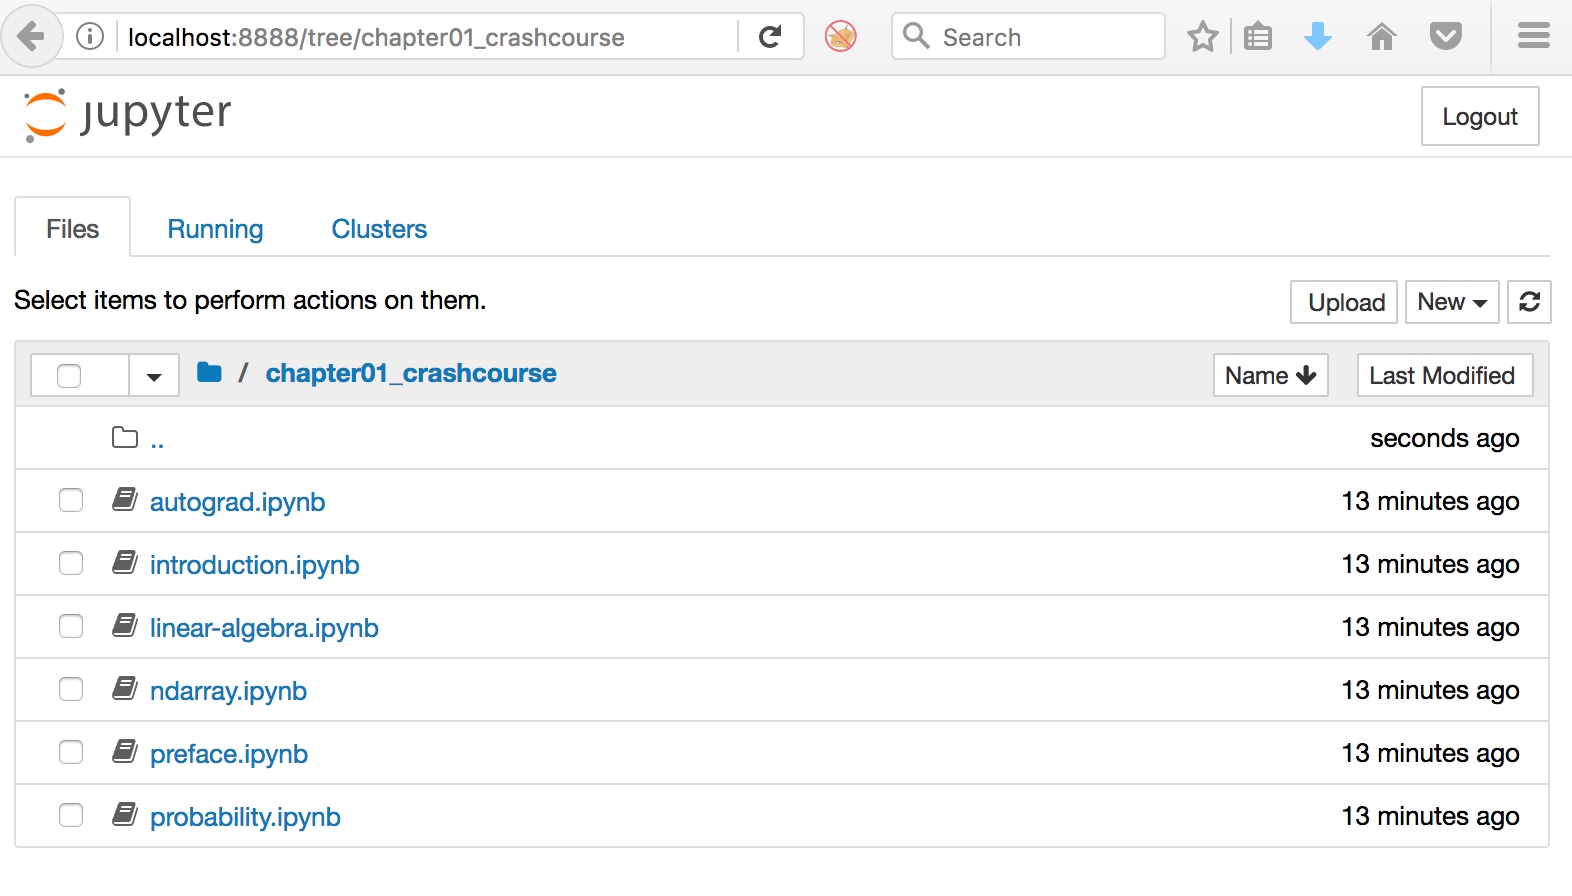 localhost:8888/tree/chapter01_crashcourse
Search
jupyter
Logout
Files Running Clusters
Select items to perform actions on them.
Upload New
/ chapter01_crashcourse
Name Last Modified
.. seconds ago
autograd.ipynb 13 minutes ago
introduction.ipynb 13 minutes ago
linear-algebra.ipynb 13 minutes ago
ndarray.ipynb 13 minutes ago
preface.ipynb 13 minutes ago
probability.ipynb 13 minutes ago